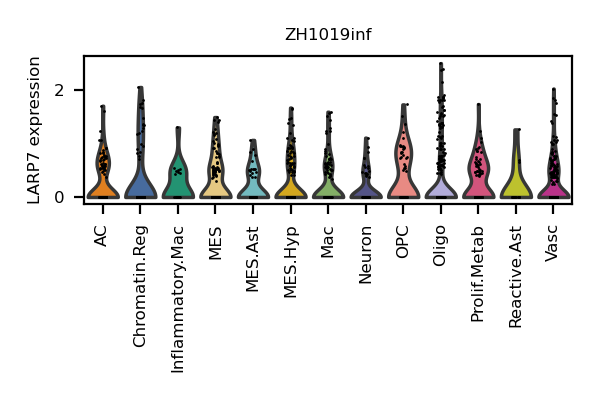 ZH1019inf
LARP7 expression
2
0
AC
Chromatin.Reg
Inflammatory.Mac
MES
MES.Ast
MES.Hyp
Mac
Neuron
OPC
Oligo
Prolif.Metab
Reactive.Ast
Vasc